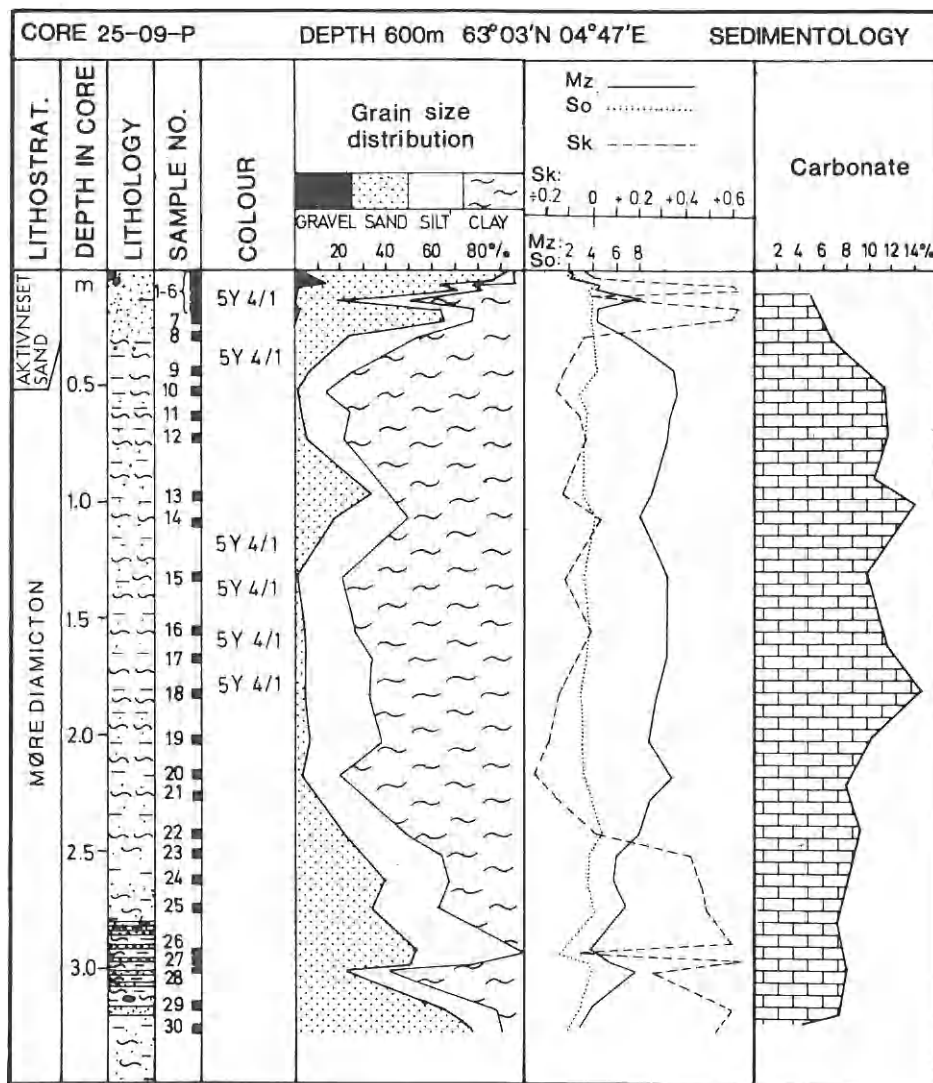 CORE 25-09-P DEPTH 600m 63°03'N 04°47'E SEDIMENTOLOGY
LITHOSTRAT.
DEPTH IN CORE
LITHOLOGY
SAMPLE NO.
COLOUR
Grain size
distribution
GRAVEL SAND SILT CLAY
20 40 60 80%
Mz
So
Sk
Sk:
÷0.2 0 +0.2 +0.4 +0.6
Mz: 2 4 6 8
So:
Carbonate
2 4 6 8 10 12 14%
AKTIVNESET
SAND
MØRE DIAMICTON
m
0.5
1.0
1.5
2.0
2.5
3.0
1-6
7
8
9
10
11
12
13
14
15
16
17
18
19
20
21
22
23
24
25
26
27
28
29
30
5Y 4/1
5Y 4/1
5Y 4/1
5Y 4/1
5Y 4/1
5Y 4/1